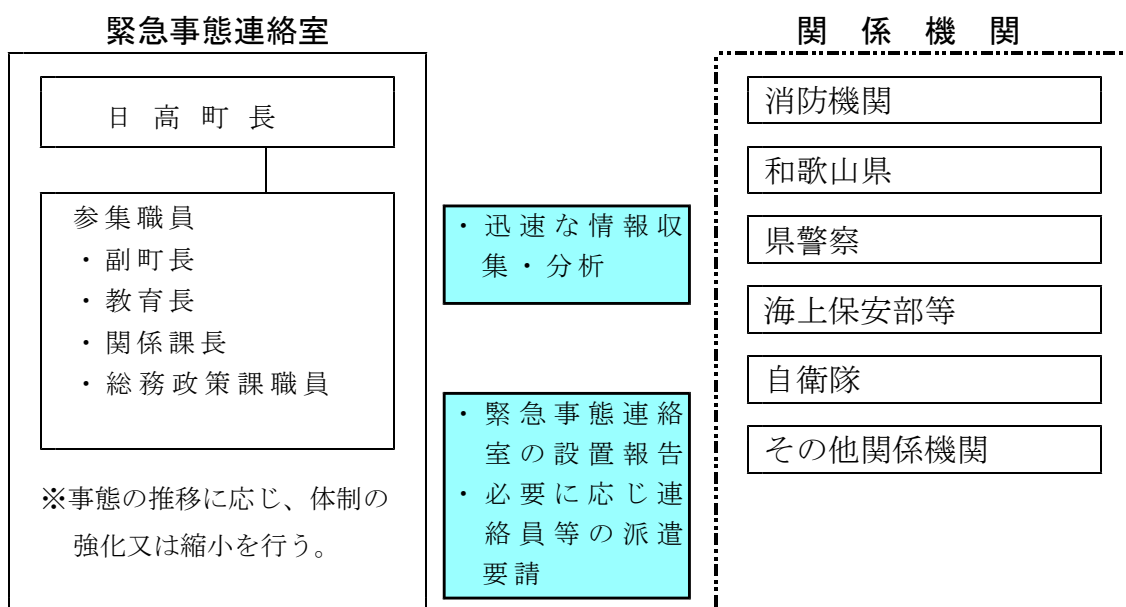 緊急事態連絡室
日高町長
参集職員
・副町長
・教育長
・関係課長
・総務政策課職員
※事態の推移に応じ、体制の
強化又は縮小を行う。
・迅速な情報収
集・分析
・緊急事態連絡
室の設置報告
・必要に応じ連
絡員等の派遣
要請
関係機関
消防機関
和歌山県
県警察
海上保安部等
自衛隊
その他関係機関